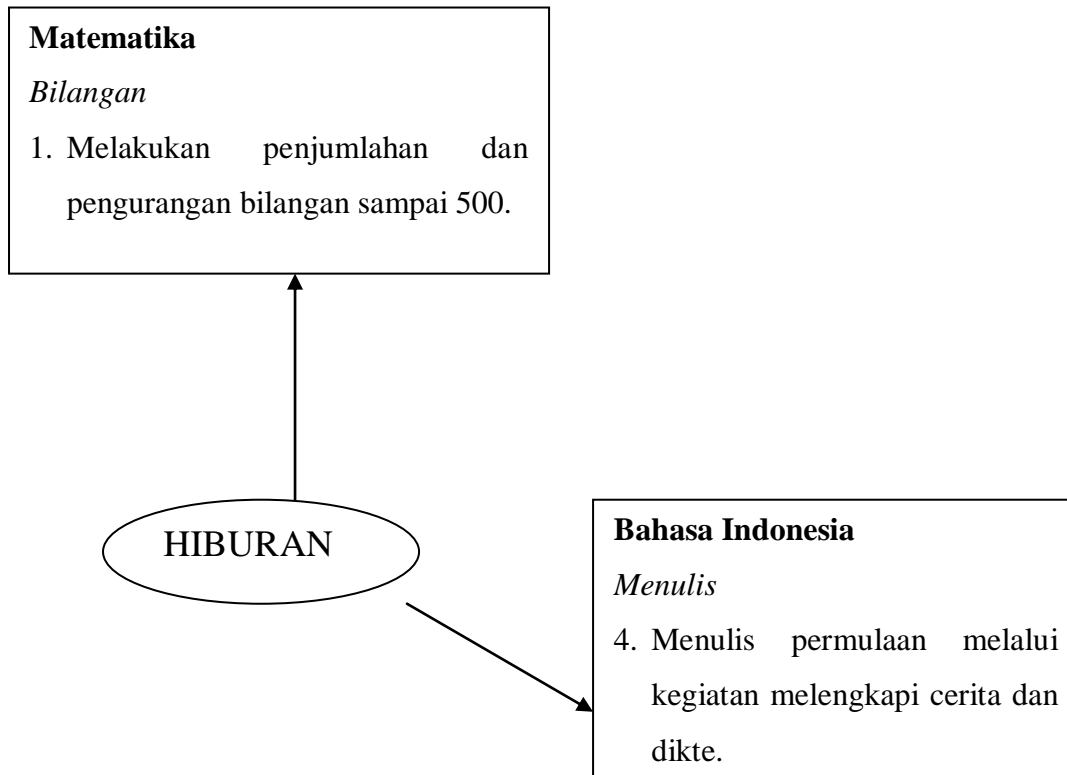 Matematika
Bilangan
1. Melakukan penjumlahan dan
pengurangan bilangan sampai 500.
HIBURAN
Bahasa Indonesia
Menulis
4. Menulis permulaan melalui
kegiatan melengkapi cerita dan
dikte.